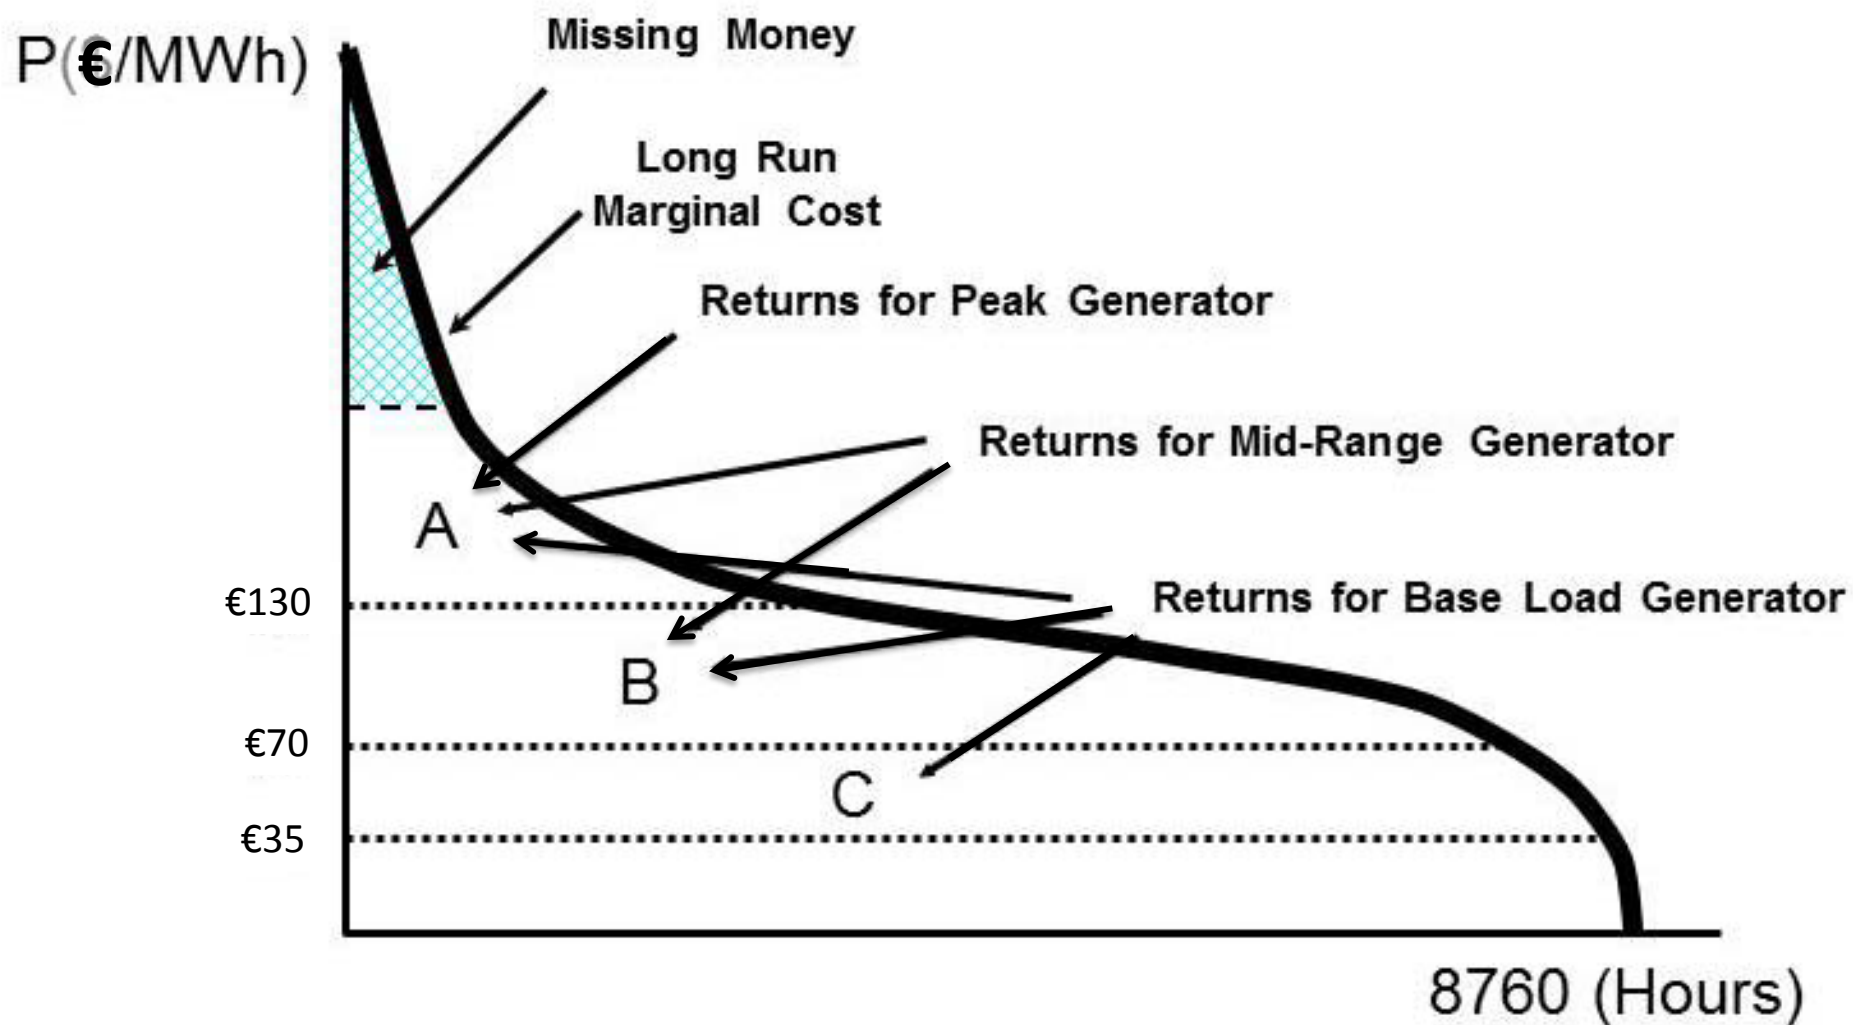 P(€/MWh)
Missing Money
Long Run
Marginal Cost
Returns for Peak Generator
Returns for Mid-Range Generator
A
€130
Returns for Base Load Generator
B
€70
C
€35
8760 (Hours)